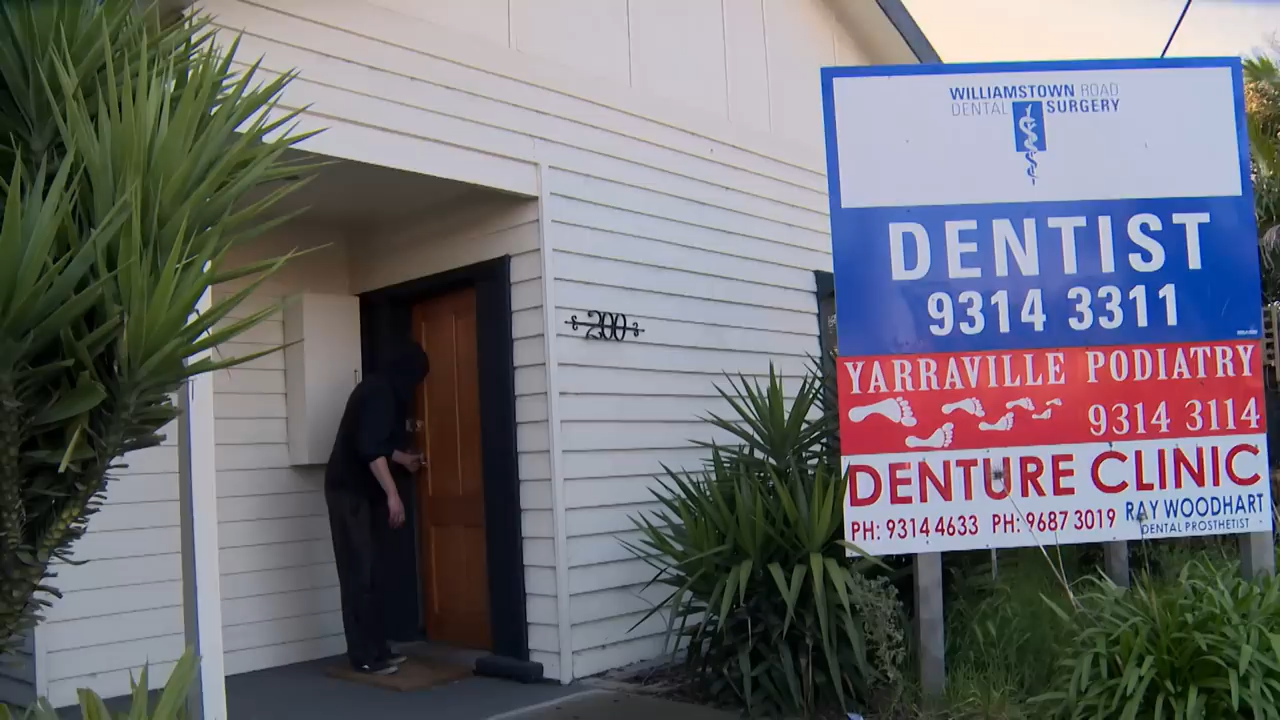 WILLIAMSTOWN ROAD
DENTAL SURGERY
DENTIST
9314 3311
200
YARRAVILLE PODIATRY
9314 3114
DENTURE CLINIC
PH: 9314 4633 PH: 9687 3019
RAY WOODHART
DENTAL PROSTHETIST